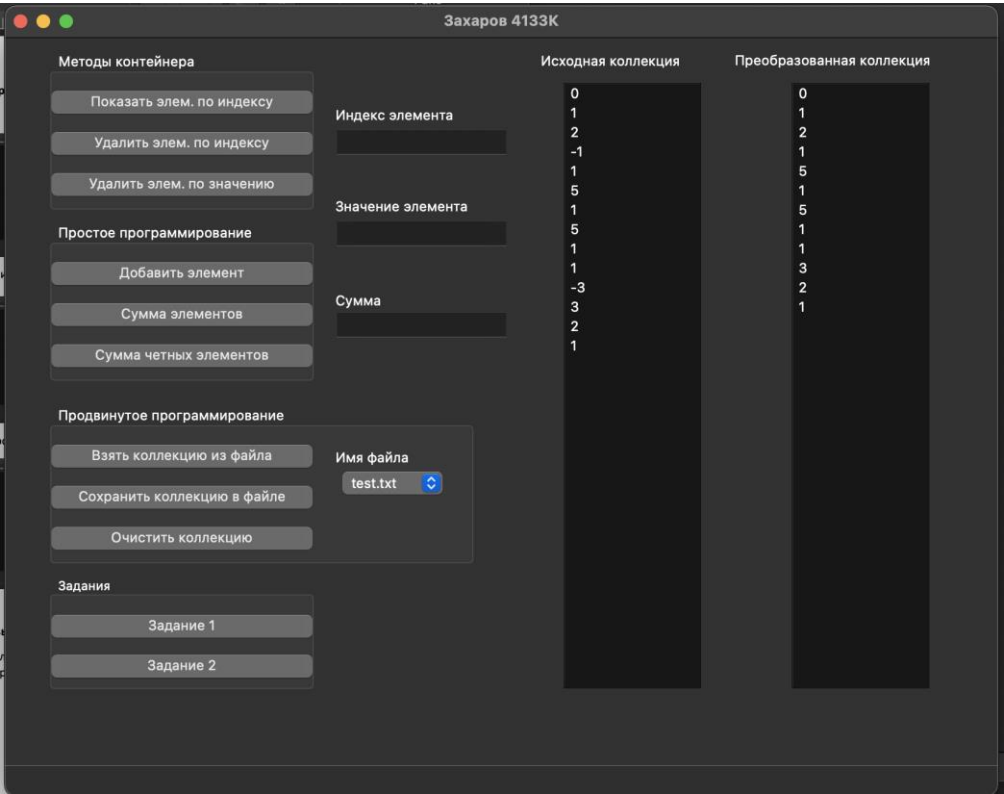 Захаров 4133К
Методы контейнера
Показать элем. по индексу
Удалить элем. по индексу
Удалить элем. по значению
Индекс элемента
Значение элемента
Сумма
Простое программирование
Добавить элемент
Сумма элементов
Сумма четных элементов
Продвинутое программирование
Взять коллекцию из файла
Сохранить коллекцию в файле
Очистить коллекцию
Имя файла
test.txt
Задания
Задание 1
Задание 2
Исходная коллекция
0
1
2
-1
1
5
1
5
1
1
-3
3
2
1
Преобразованная коллекция
0
1
2
1
5
1
5
1
1
3
2
1